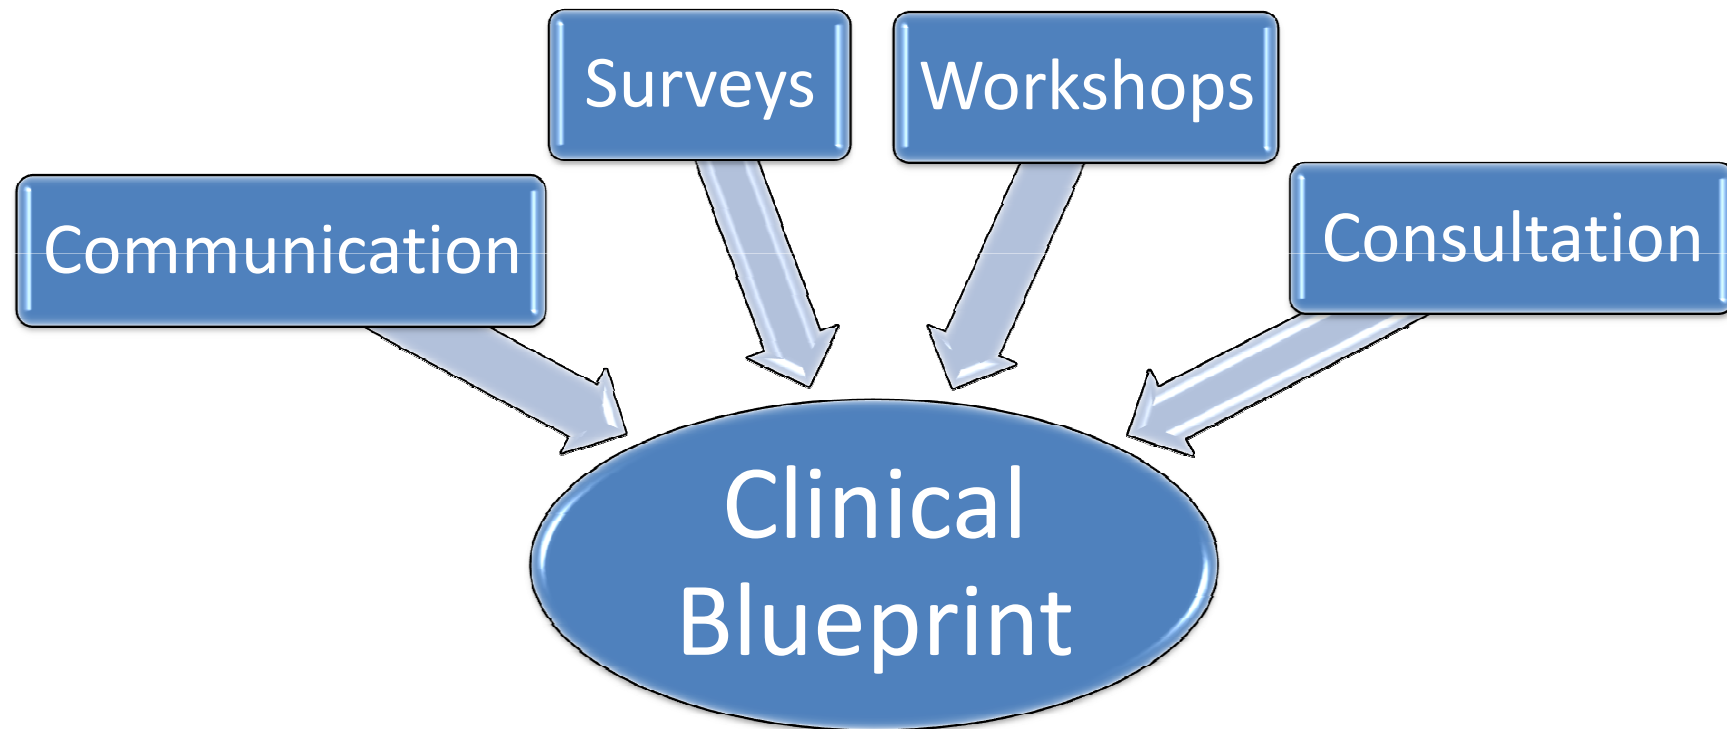 Surveys
Workshops
Communication
Consultation
Clinical
Blueprint